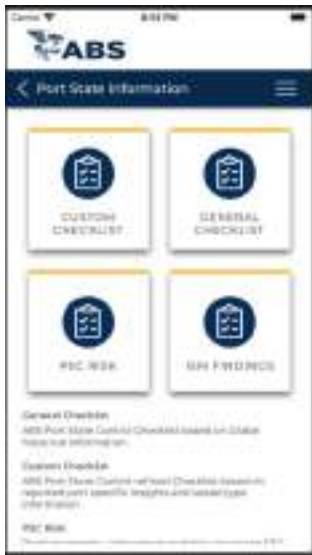 Carrier
ABS
Port State Information
CUSTOM
CHECKLIST
GENERAL
CHECKLIST
PSC RISK
ISM FINDINGS
General Checklist
ABS Port State Control Checklist based on Global
historical information.
Custom Checklist
ABS Port State Control refined Checklist based on
reported port specific insights and vessel type
information
PSC Risk